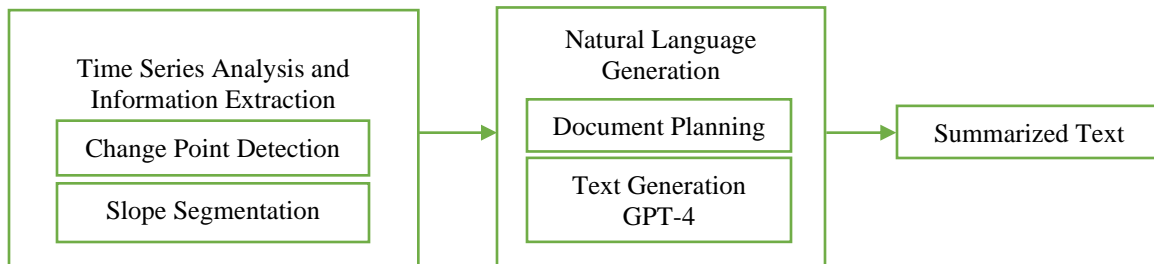 Time Series Analysis and
Information Extraction
Change Point Detection
Slope Segmentation
Natural Language
Generation
Document Planning
Text Generation
GPT-4
Summarized Text